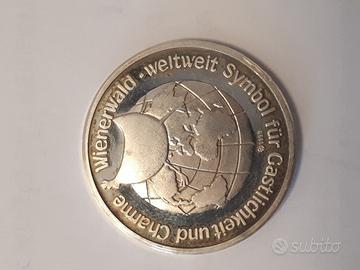 Wienerwald · weltweit Symbol für Gastlichkeit und Charme
subito